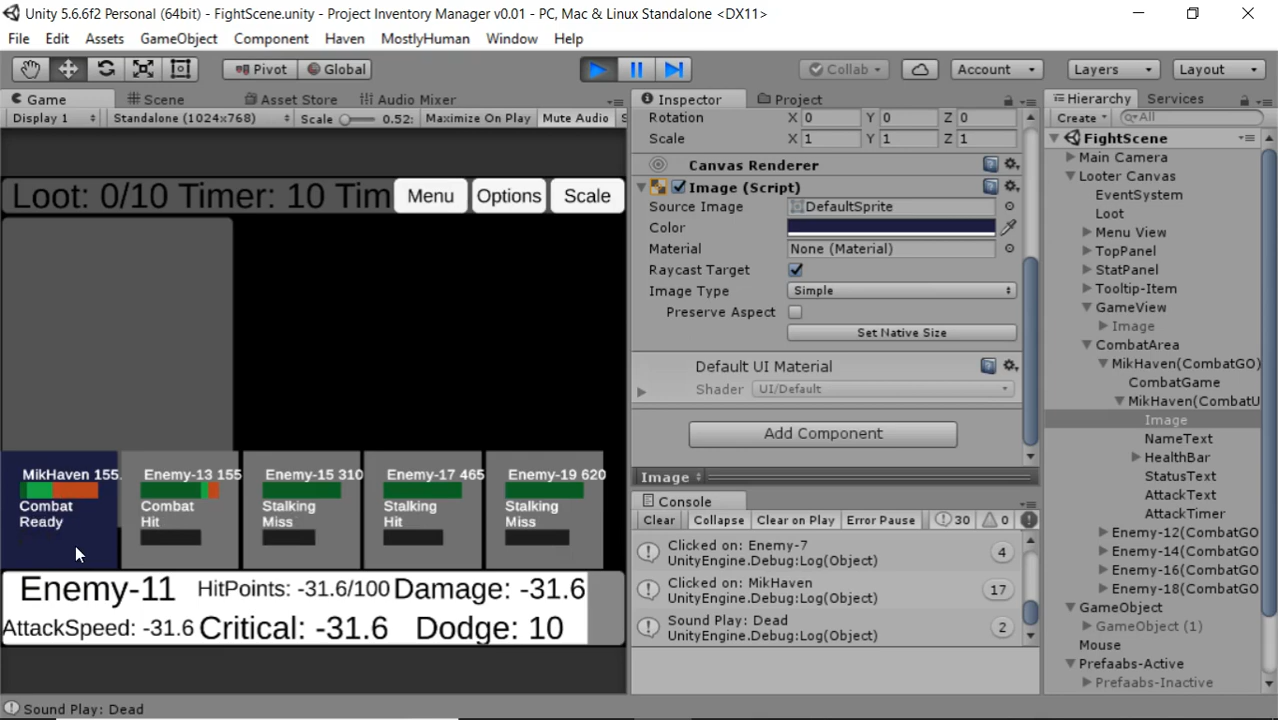 Unity 5.6.6f2 Personal (64bit) - FightScene.unity - Project Inventory Manager v0.01 - PC, Mac & Linux Standalone <DX11>
File Edit Assets GameObject Component Haven MostlyHuman Window Help
Pivot Global Collab Account Layers Layout
Game Scene Asset Store Audio Mixer
Display 1 Standalone (1024x768) Scale 0.52: Maximize On Play Mute Audio S
Loot: 0/10 Timer: 10 Tim Menu Options Scale
MikHaven 155. Enemy-13 155 Enemy-15 310 Enemy-17 465 Enemy-19 620
Combat Combat Stalking Stalking Stalking
Ready Hit Miss Hit Miss
Enemy-11 HitPoints: -31.6/100 Damage: -31.6
AttackSpeed: -31.6 Critical: -31.6 Dodge: 10
Inspector Project
Rotation X 0 Y 0 Z 0
Scale X 1 Y 1 Z 1
Canvas Renderer
Image (Script)
Source Image DefaultSprite
Color
Material None (Material)
Raycast Target
Image Type Simple
Preserve Aspect
Set Native Size
Default UI Material
Shader UI/Default
Add Component
Image
Console
Clear Collapse Clear on Play Error Pause 30 0
Clicked on: Enemy-7 4
UnityEngine.Debug:Log(Object)
Clicked on: MikHaven 17
UnityEngine.Debug:Log(Object)
Sound Play: Dead 2
UnityEngine.Debug:Log(Object)
Hierarchy Services
Create All
FightScene
Main Camera
Looter Canvas
EventSystem
Loot
Menu View
TopPanel
StatPanel
Tooltip-Item
GameView
Image
CombatArea
MikHaven(CombatGO)
CombatGame
MikHaven(CombatU
Image
NameText
HealthBar
StatusText
AttackText
AttackTimer
Enemy-12(CombatGO
Enemy-14(CombatGO
Enemy-16(CombatGO
Enemy-18(CombatGO
GameObject
GameObject (1)
Mouse
Prefaabs-Active
Prefaabs-Inactive
Sound Play: Dead